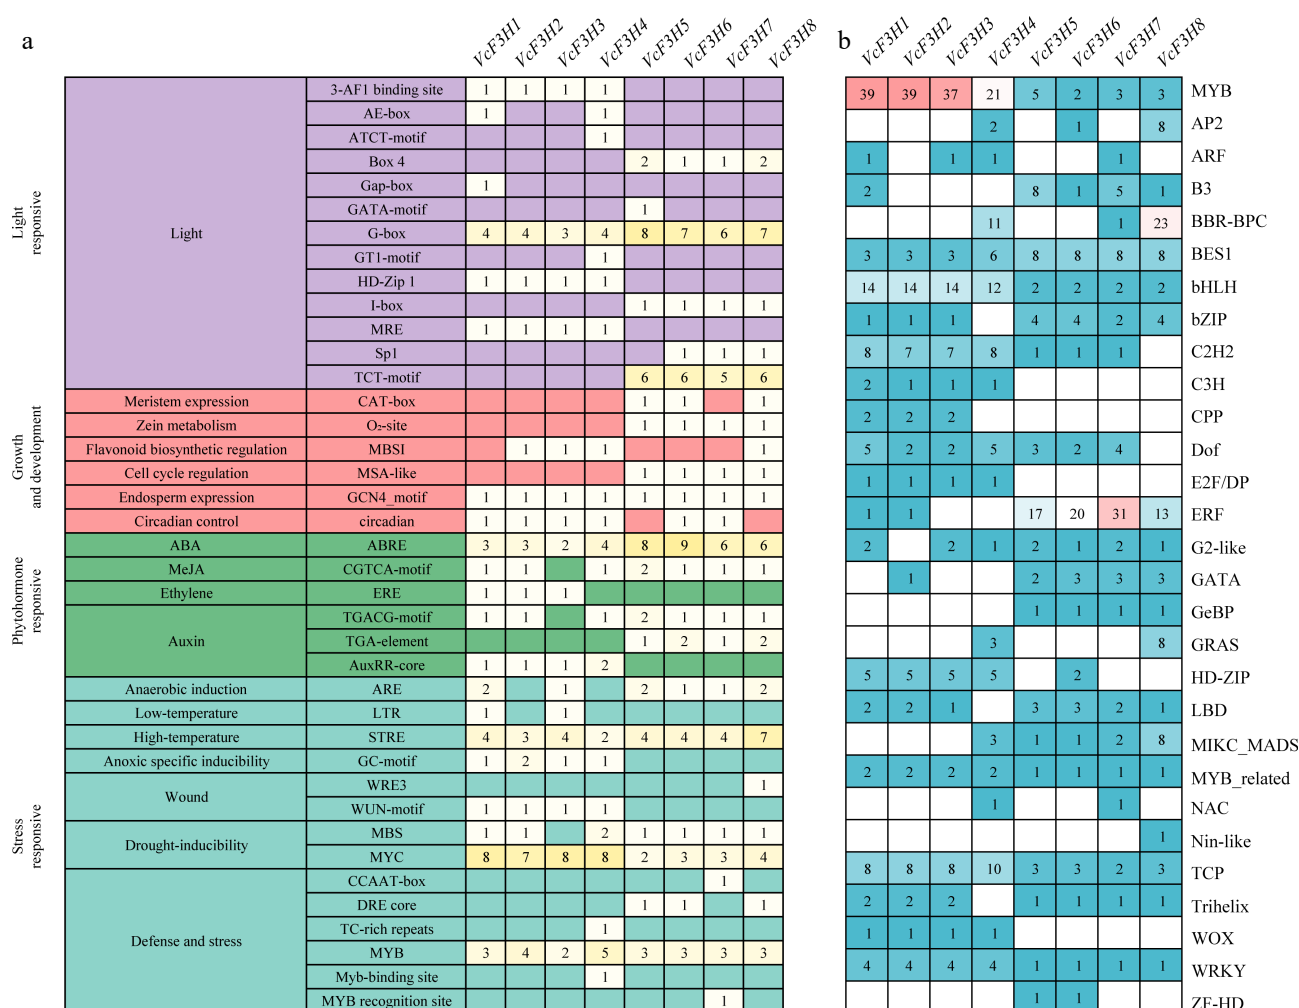 a
VcF3H1 VcF3H2 VcF3H3 VcF3H4 VcF3H5 VcF3H6 VcF3H7 VcF3H8
Light responsive
Light
3-AF1 binding site 1 1 1 1
AE-box 1 1
ATCT-motif 1
Box 4 2 1 1 2
Gap-box 1
GATA-motif 1
G-box 4 4 3 4 8 7 6 7
GT1-motif 1
HD-Zip 1 1 1 1 1
I-box 1 1 1 1
MRE 1 1 1 1
Sp1 1 1 1
TCT-motif 6 6 5 6
Growth and development
Meristem expression CAT-box 1 1 1
Zein metabolism O₂-site 1 1 1 1
Flavonoid biosynthetic regulation MBSI 1 1 1 1
Cell cycle regulation MSA-like 1 1 1 1
Endosperm expression GCN4_motif 1 1 1 1 1 1 1 1
Circadian control circadian 1 1 1 1 1 1
Phytohormone responsive
ABA ABRE 3 3 2 4 8 9 6 6
MeJA CGTCA-motif 1 1 1 2 1 1 1
Ethylene ERE 1 1 1
Auxin
TGACG-motif 1 1 1 2 1 1 1
TGA-element 1 2 1 2
AuxRR-core 1 1 1 2
Stress responsive
Anaerobic induction ARE 2 1 2 1 1 2
Low-temperature LTR 1 1
High-temperature STRE 4 3 4 2 4 4 4 7
Anoxic specific inducibility GC-motif 1 2 1 1
Wound
WRE3 1
WUN-motif 1 1 1 1
Drought-inducibility
MBS 1 1 2 1 1 1 1
MYC 8 7 8 8 2 3 3 4
Defense and stress
CCAAT-box 1
DRE core 1 1 1
TC-rich repeats 1
MYB 3 4 2 5 3 3 3 3
Myb-binding site 1
MYB recognition site 1
b
VcF3H1 VcF3H2 VcF3H3 VcF3H4 VcF3H5 VcF3H6 VcF3H7 VcF3H8
39 39 37 21 5 2 3 3 MYB
2 1 8 AP2
1 1 1 1 ARF
2 8 1 5 1 B3
11 1 23 BBR-BPC
3 3 3 6 8 8 8 8 BES1
14 14 14 12 2 2 2 2 bHLH
1 1 1 4 4 2 4 bZIP
8 7 7 8 1 1 1 C2H2
2 1 1 1 C3H
2 2 2 CPP
5 2 2 5 3 2 4 Dof
1 1 1 1 E2F/DP
1 1 17 20 31 13 ERF
2 2 1 2 1 2 1 G2-like
1 2 3 3 3 GATA
1 1 1 1 GeBP
3 8 GRAS
5 5 5 5 2 HD-ZIP
2 2 1 3 3 2 1 LBD
3 1 1 2 8 MIKC_MADS
2 2 2 2 1 1 1 1 MYB_related
1 1 NAC
1 Nin-like
8 8 8 10 3 3 2 3 TCP
2 2 2 1 1 1 1 Trihelix
1 1 1 1 WOX
4 4 4 4 1 1 1 1 WRKY
1 1 ZF-HD